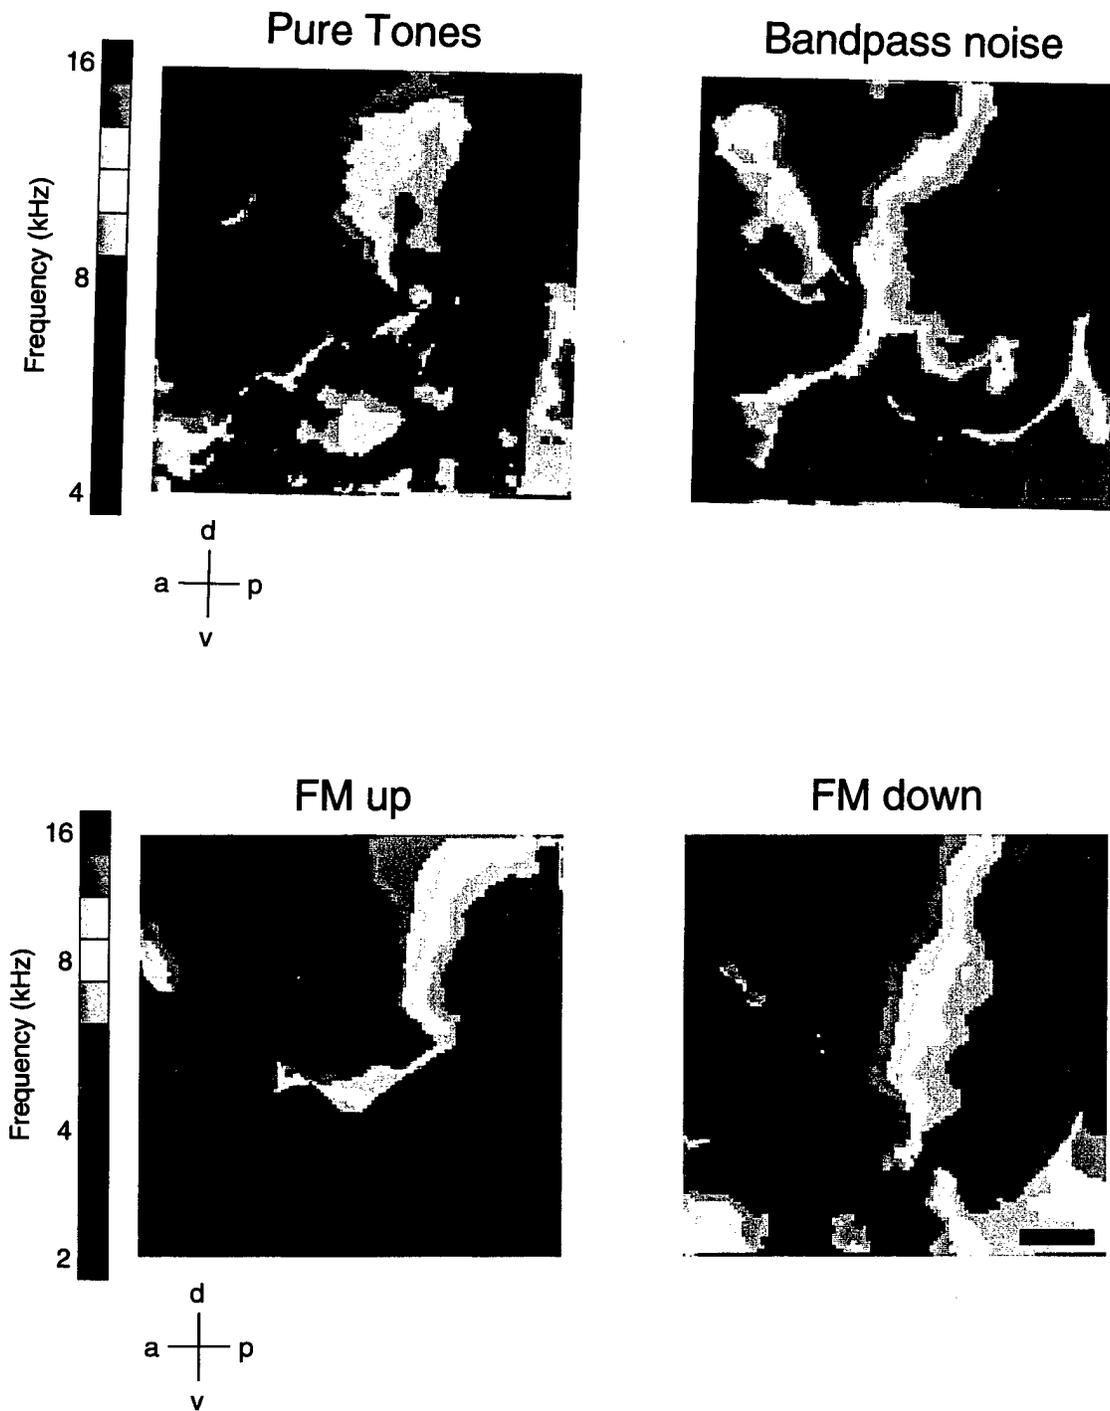 Pure Tones
Bandpass noise
16
8
4
Frequency (kHz)
d
a p
v
FM up
FM down
16
8
4
2
Frequency (kHz)
d
a p
v